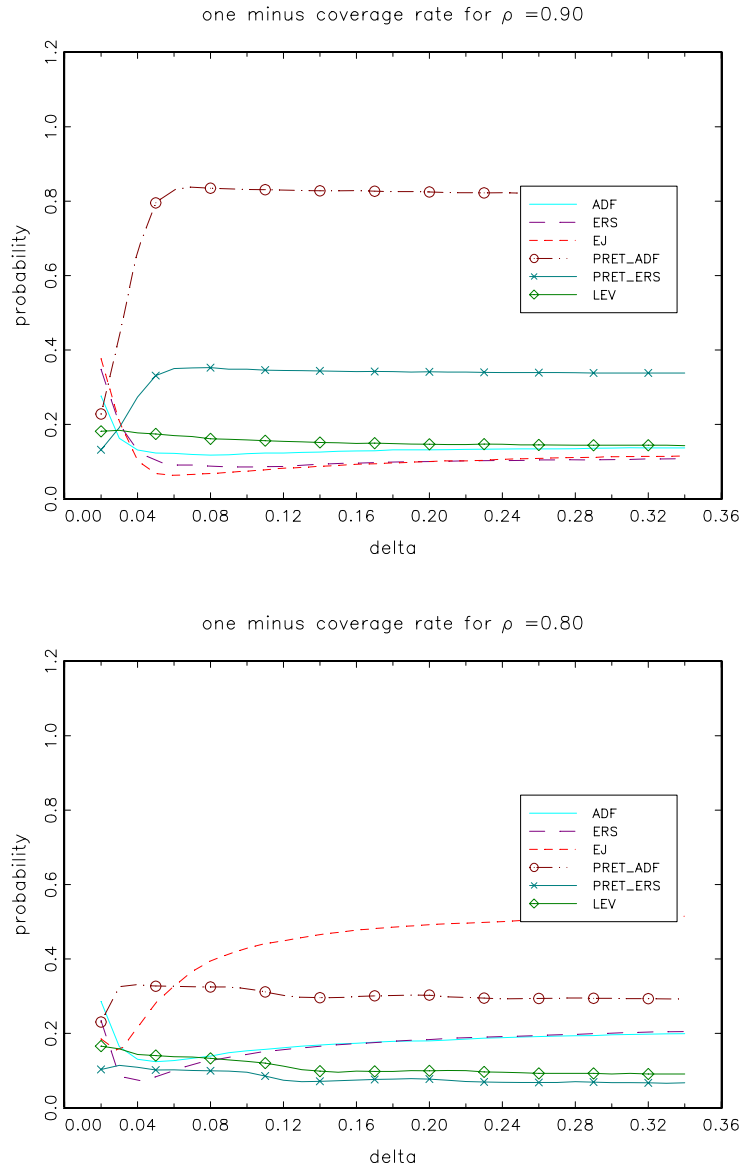 one minus coverage rate for ρ =0.90
probability
1.2
1.0
0.8
0.6
0.4
0.2
0.0
ADF
ERS
EJ
PRET_ADF
PRET_ERS
LEV
0.00 0.04 0.08 0.12 0.16 0.20 0.24 0.28 0.32 0.36
delta
one minus coverage rate for ρ =0.80
probability
1.2
1.0
0.8
0.6
0.4
0.2
0.0
ADF
ERS
EJ
PRET_ADF
PRET_ERS
LEV
0.00 0.04 0.08 0.12 0.16 0.20 0.24 0.28 0.32 0.36
delta